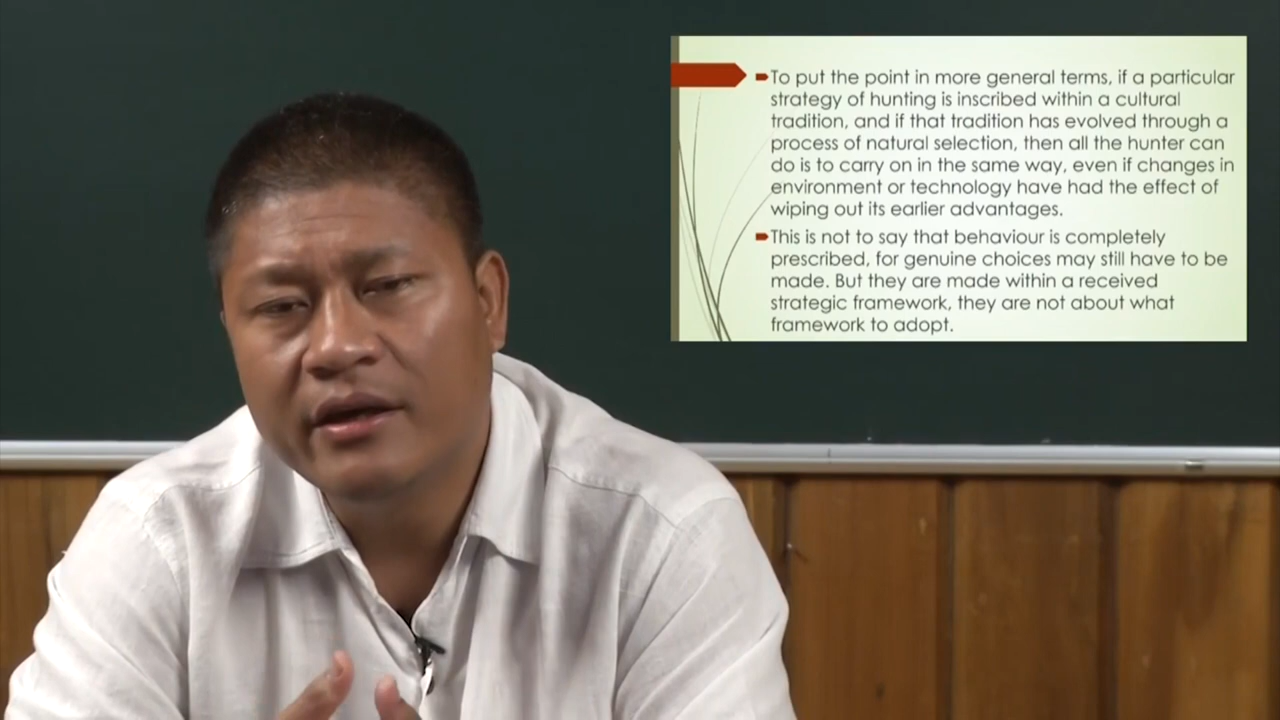 To put the point in more general terms, if a particular
strategy of hunting is inscribed within a cultural
tradition, and if that tradition has evolved through a
process of natural selection, then all the hunter can
do is to carry on in the same way, even if changes in
environment or technology have had the effect of
wiping out its earlier advantages.
This is not to say that behaviour is completely
prescribed, for genuine choices may still have to be
made. But they are made within a received
strategic framework, they are not about what
framework to adopt.